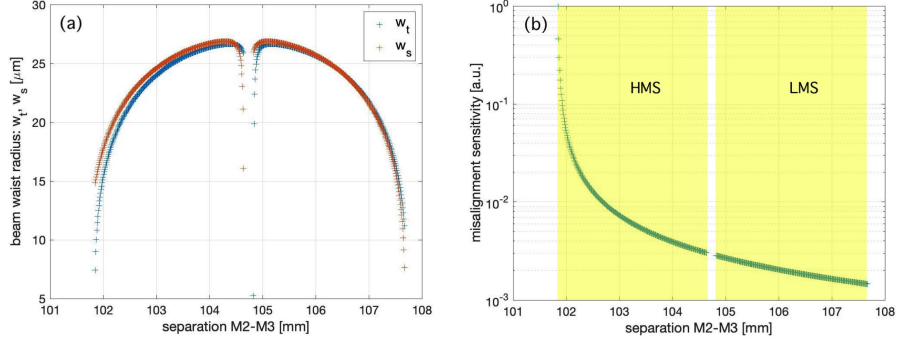 (a)
w_t
w_s
beam waist radius: w_t, w_s [μm]
30
25
20
15
10
5
101 102 103 104 105 106 107 108
separation M2-M3 [mm]
(b)
HMS LMS
misalignment sensitivity [a.u.]
10^0
10^-1
10^-2
10^-3
101 102 103 104 105 106 107 108
separation M2-M3 [mm]